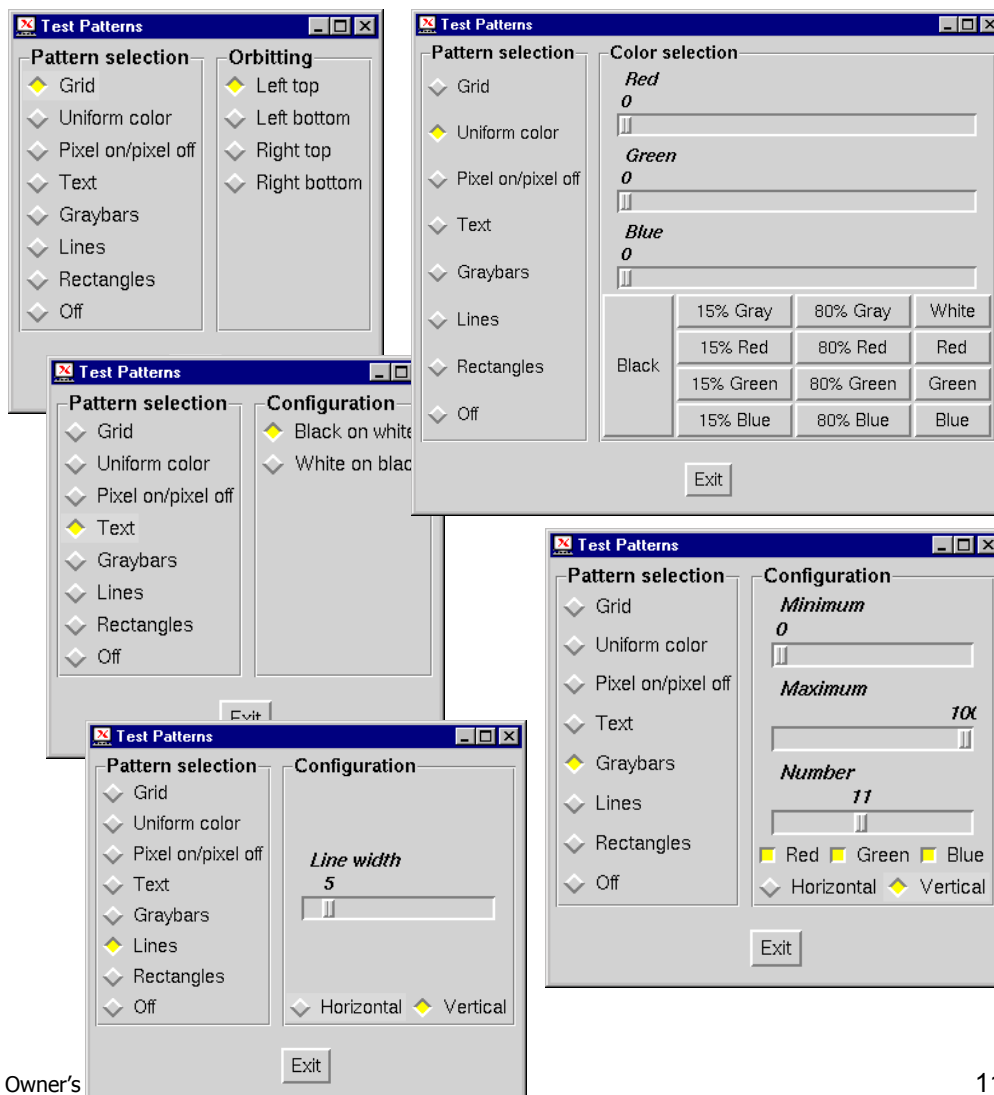 Test Patterns
Pattern selection
Grid
Uniform color
Pixel on/pixel off
Text
Graybars
Lines
Rectangles
Off
Orbitting
Left top
Left bottom
Right top
Right bottom
Test Patterns
Pattern selection
Grid
Uniform color
Pixel on/pixel off
Text
Graybars
Lines
Rectangles
Off
Color selection
Red
0
Green
0
Blue
0
Black
15% Gray 80% Gray White
15% Red 80% Red Red
15% Green 80% Green Green
15% Blue 80% Blue Blue
Exit
Test Patterns
Pattern selection
Grid
Uniform color
Pixel on/pixel off
Text
Graybars
Lines
Rectangles
Off
Configuration
Black on white
White on blac
Exit
Test Patterns
Pattern selection
Grid
Uniform color
Pixel on/pixel off
Text
Graybars
Lines
Rectangles
Off
Configuration
Minimum
0
Maximum
100
Number
11
Red Green Blue
Horizontal Vertical
Exit
Test Patterns
Pattern selection
Grid
Uniform color
Pixel on/pixel off
Text
Graybars
Lines
Rectangles
Off
Configuration
Line width
5
Horizontal Vertical
Exit
Owner's